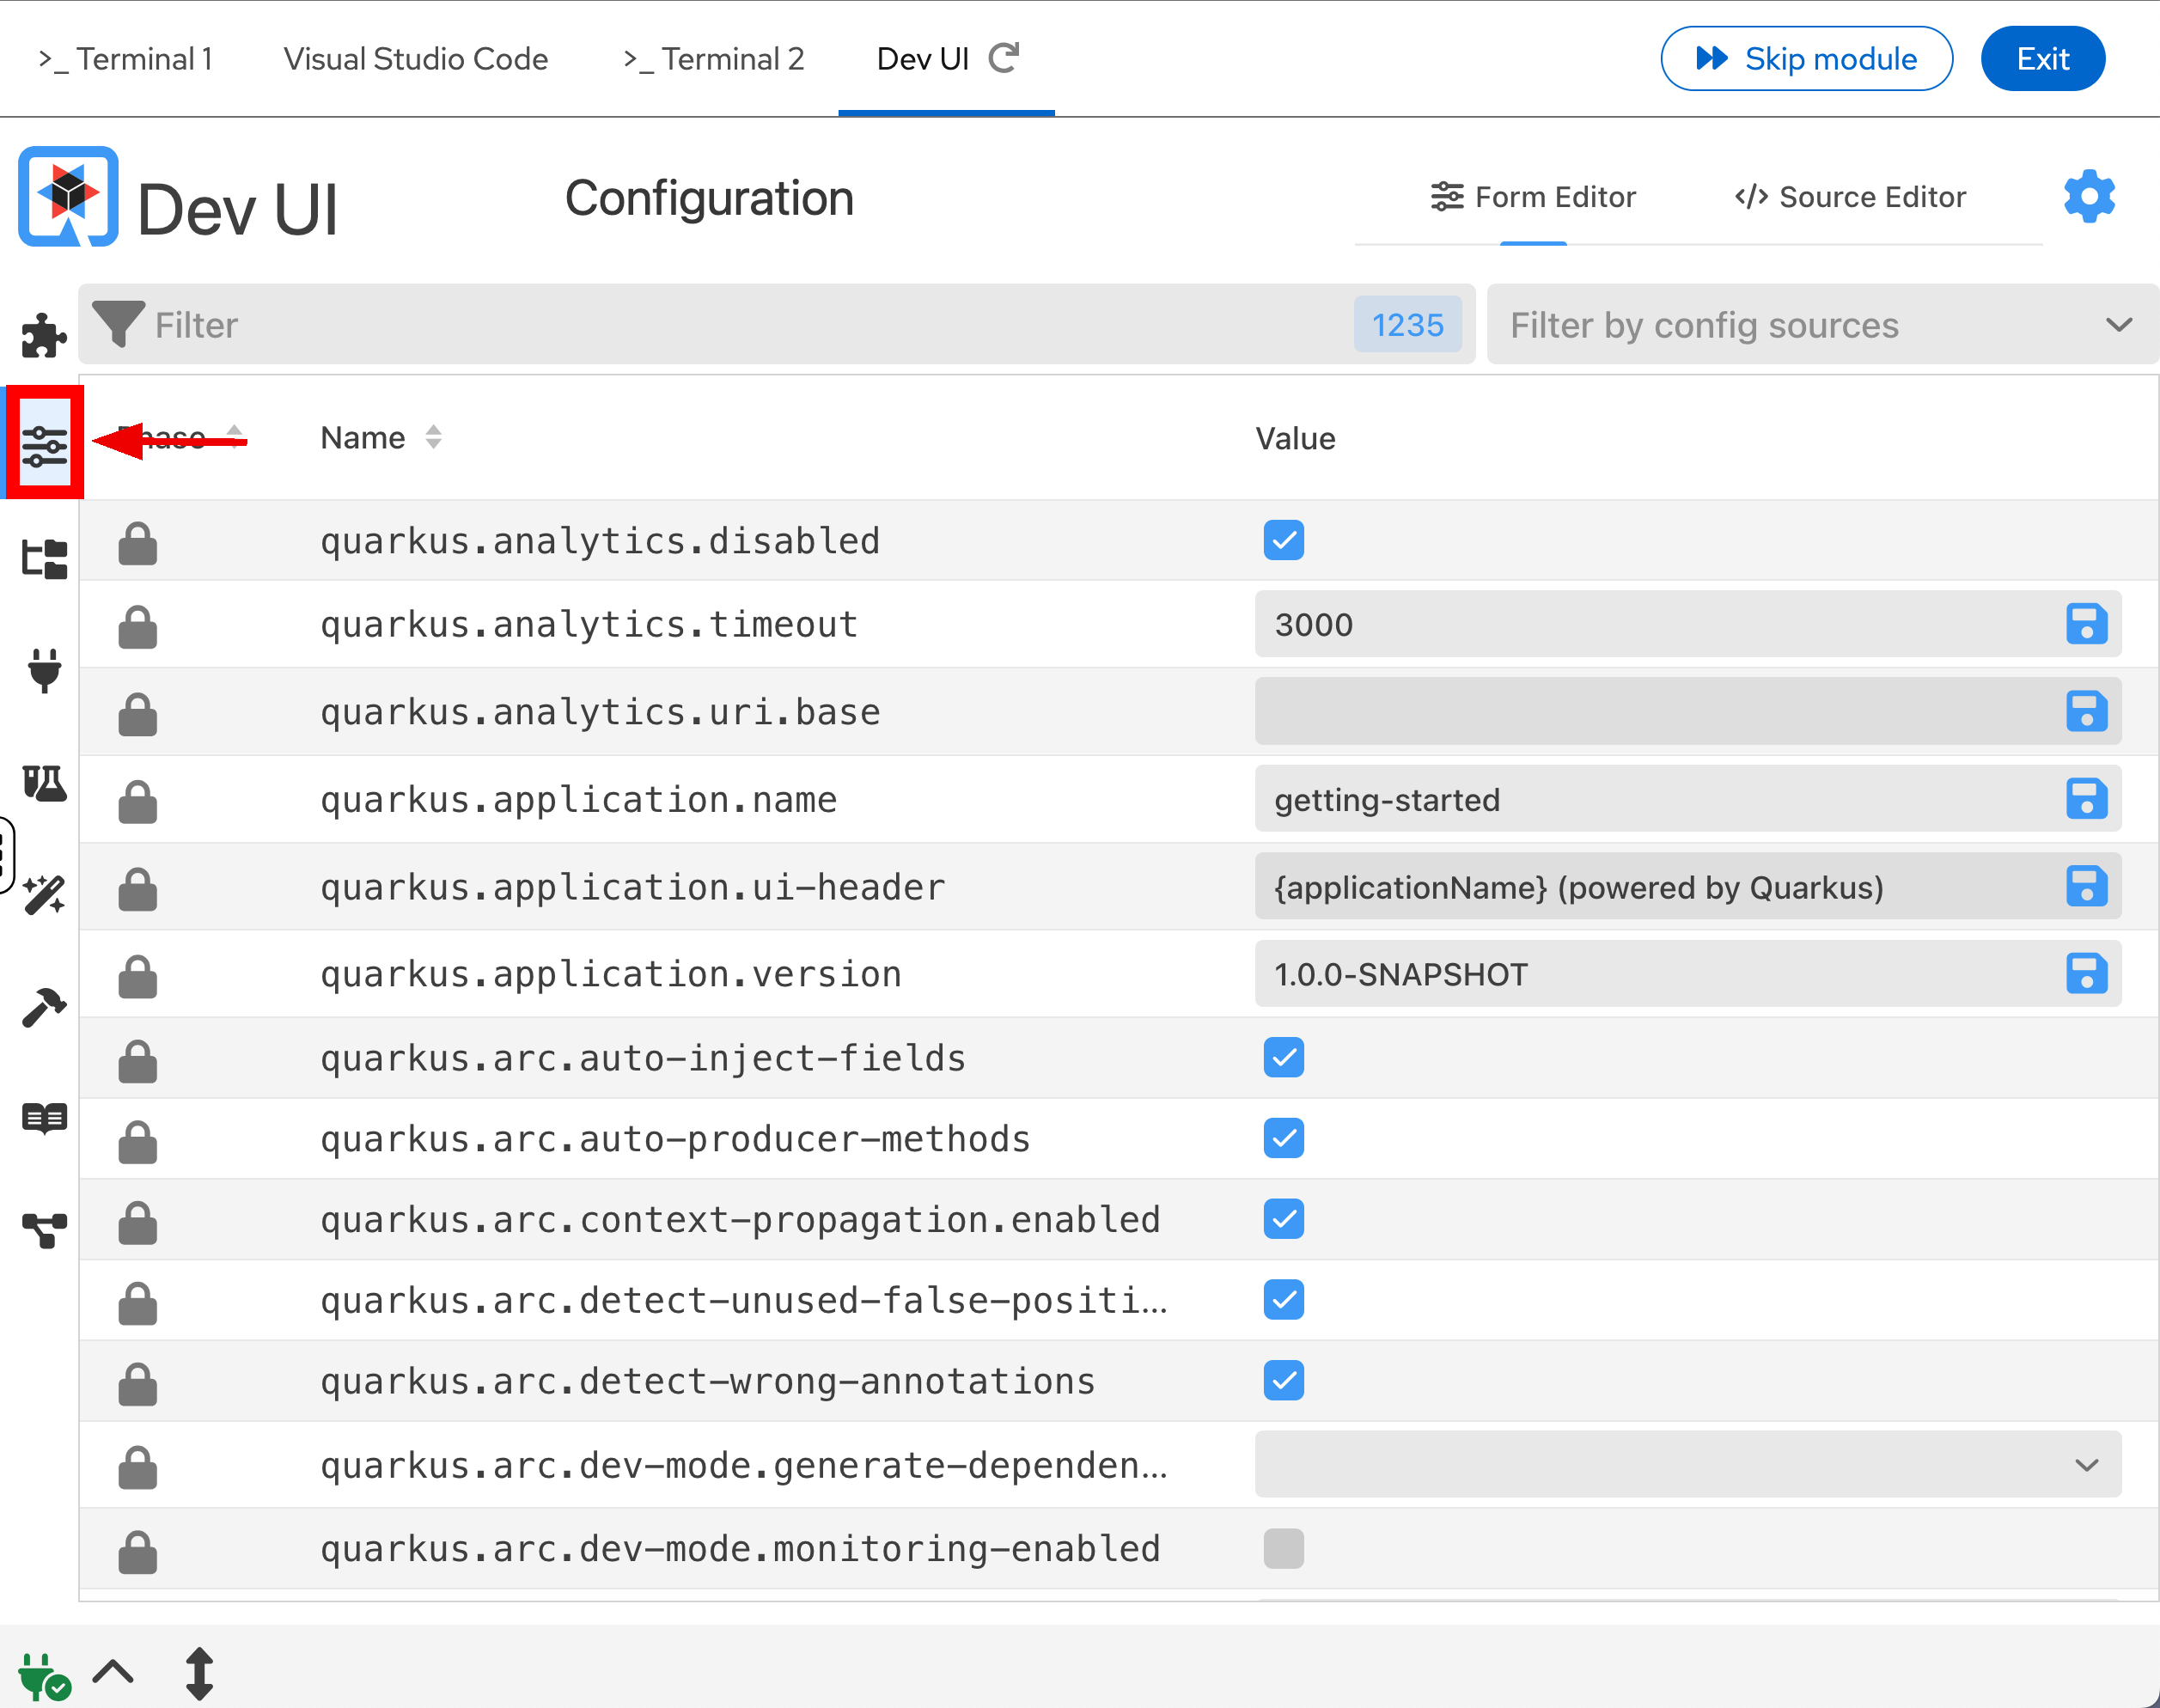 >_ Terminal 1 Visual Studio Code >_ Terminal 2 Dev UI Skip module Exit
Dev UI Configuration Form Editor </> Source Editor
Filter 1235 Filter by config sources
Phase Name Value
quarkus.analytics.disabled
quarkus.analytics.timeout 3000
quarkus.analytics.uri.base
quarkus.application.name getting-started
quarkus.application.ui-header {applicationName} (powered by Quarkus)
quarkus.application.version 1.0.0-SNAPSHOT
quarkus.arc.auto-inject-fields
quarkus.arc.auto-producer-methods
quarkus.arc.context-propagation.enabled
quarkus.arc.detect-unused-false-positi...
quarkus.arc.detect-wrong-annotations
quarkus.arc.dev-mode.generate-dependen...
quarkus.arc.dev-mode.monitoring-enabled